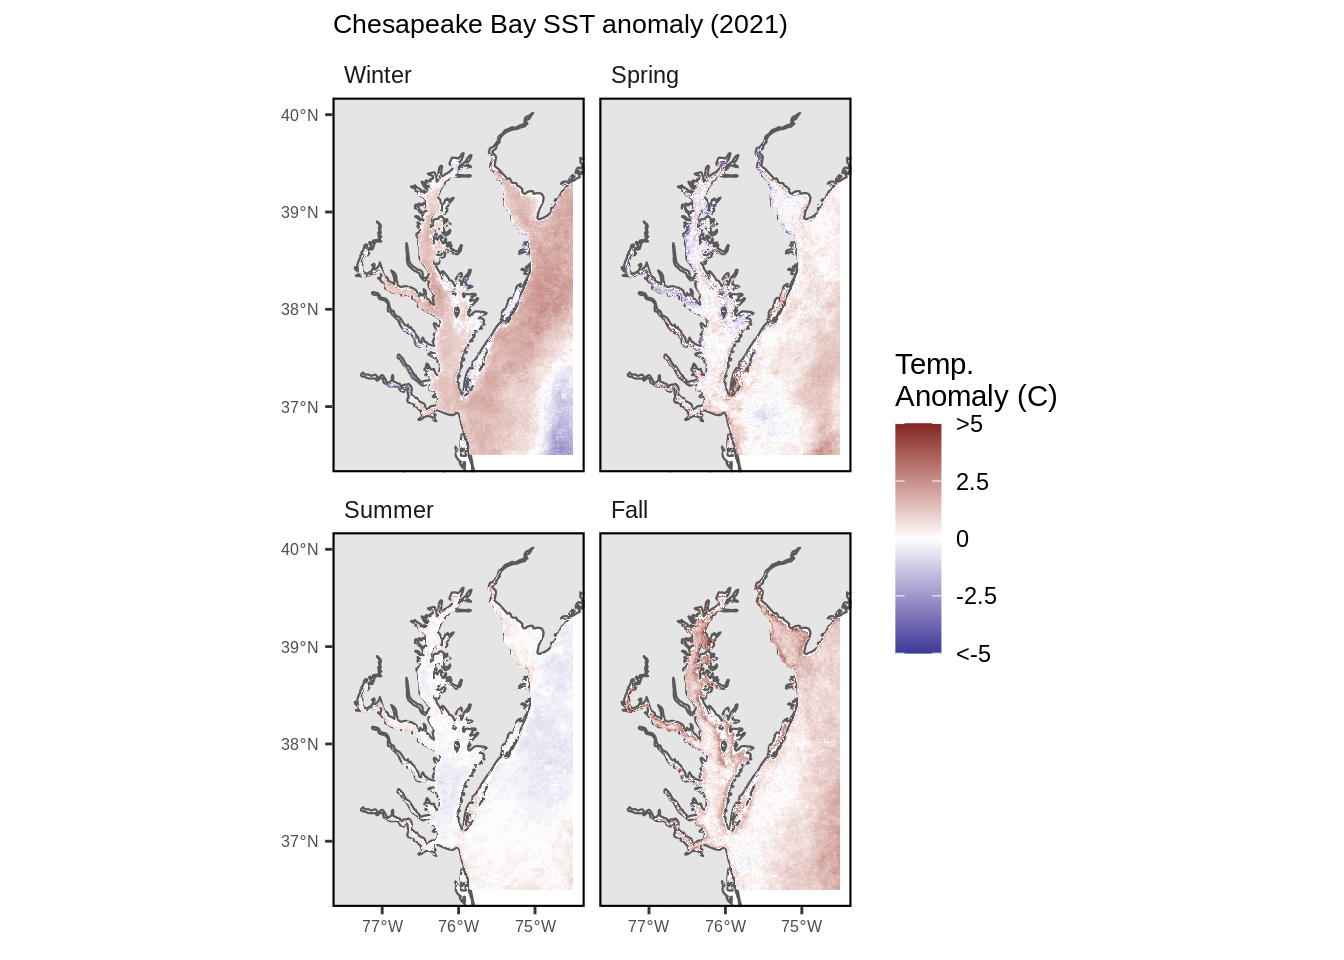 Chesapeake Bay SST anomaly (2021)
Winter
Spring
40°N
39°N
38°N
37°N
Summer
Fall
40°N
39°N
38°N
37°N
77°W
76°W
75°W
77°W
76°W
75°W
Temp.
Anomaly (C)
>5
2.5
0
-2.5
<-5